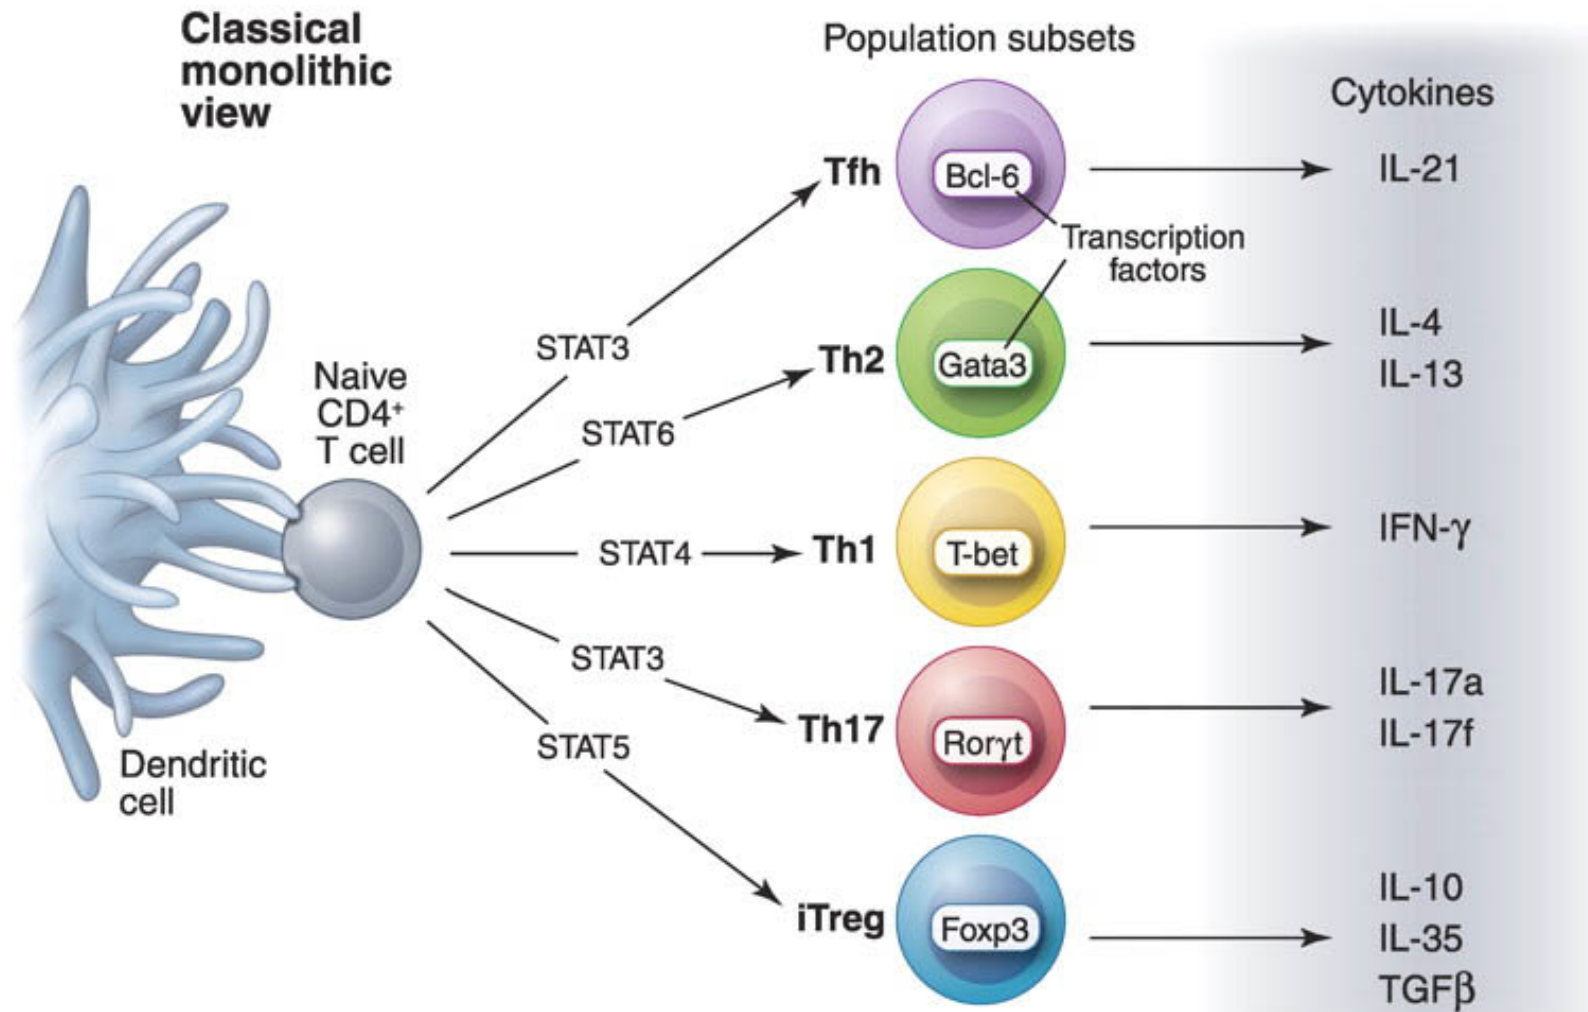 Classical
monolithic
view
Population subsets
Cytokines
Tfh
Bcl-6
IL-21
Transcription
factors
STAT3
Th2
Gata3
IL-4
IL-13
Naive
CD4⁺
T cell
STAT6
STAT4
Th1
T-bet
IFN-γ
STAT3
Th17
Rorγt
IL-17a
IL-17f
STAT5
Dendritic
cell
iTreg
Foxp3
IL-10
IL-35
TGFβ